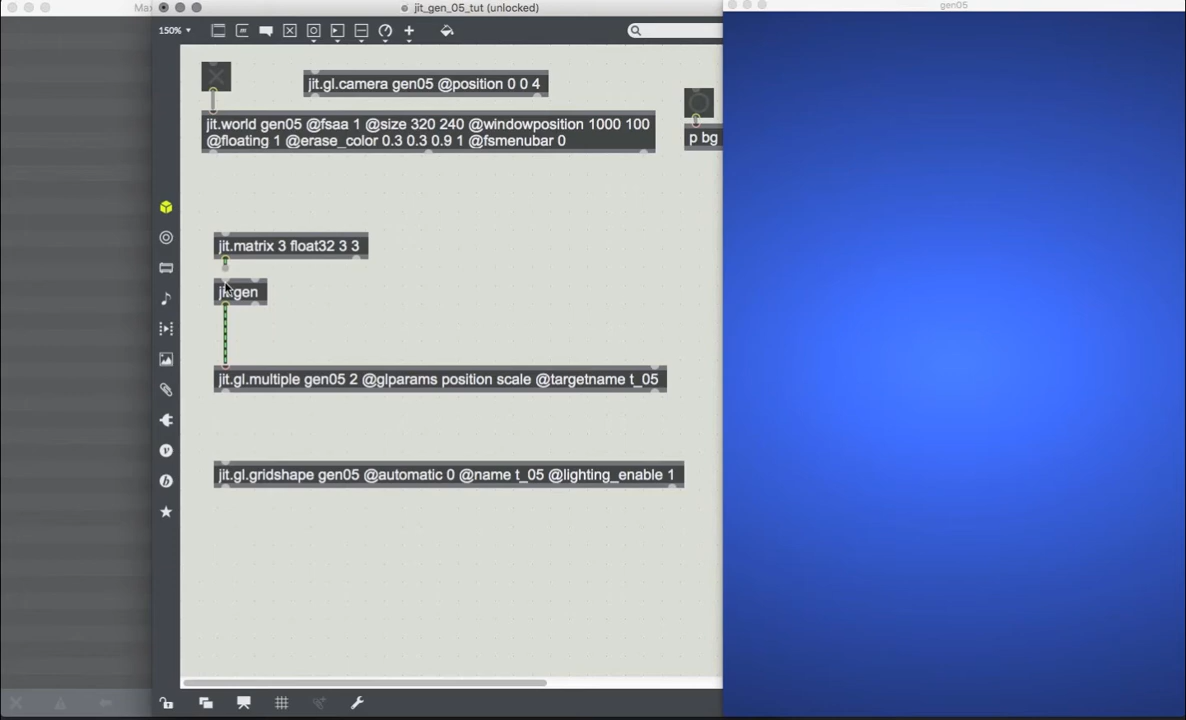 Max
jit_gen_05_tut (unlocked)
gen05
150%
jit.gl.camera gen05 @position 0 0 4
jit.world gen05 @fsaa 1 @size 320 240 @windowposition 1000 100
@floating 1 @erase_color 0.3 0.3 0.9 1 @fsmenubar 0
p bg
jit.matrix 3 float32 3 3
jit.gen
jit.gl.multiple gen05 2 @glparams position scale @targetname t_05
jit.gl.gridshape gen05 @automatic 0 @name t_05 @lighting_enable 1